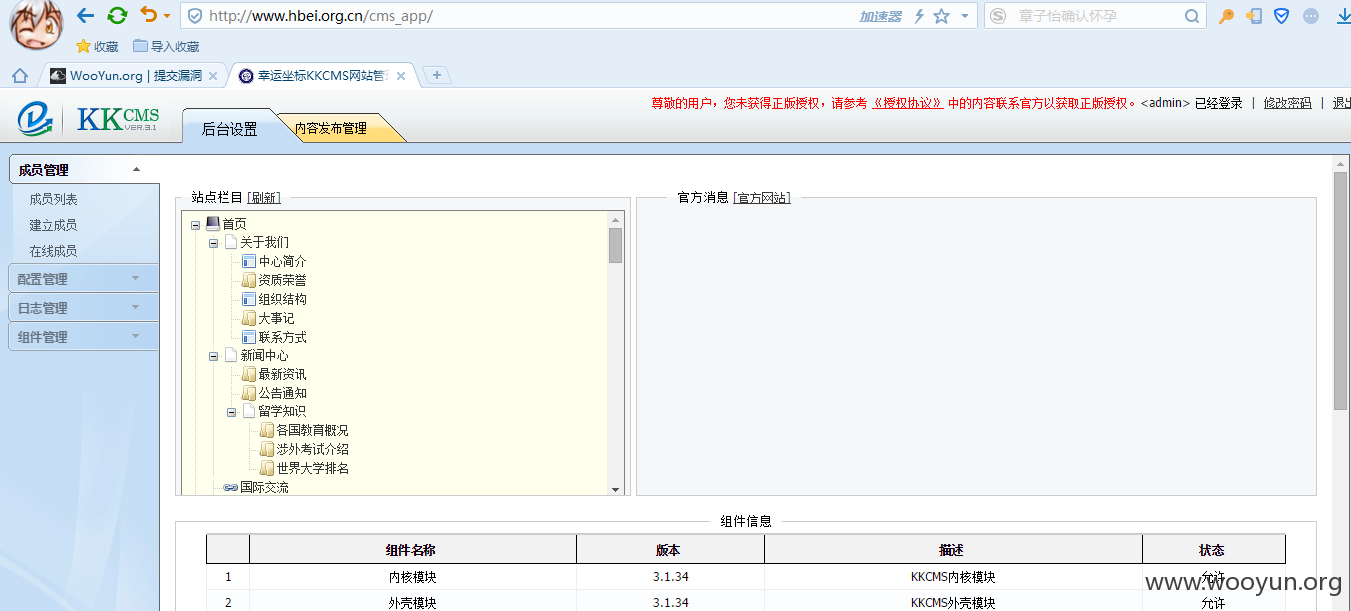 http://www.hbei.org.cn/cms_app/
加速器
章子怡确认怀孕
收藏 导入收藏
WooYun.org | 提交漏洞
幸运坐标KKCMS网站管
KKCMS VER 3.1
后台设置
内容发布管理
尊敬的用户，您未获得正版授权，请参考 《授权协议》 中的内容联系官方以获取正版授权。<admin> 已经登录 | 修改密码 | 退出
成员管理
成员列表
建立成员
在线成员
配置管理
日志管理
组件管理
站点栏目 [刷新]
首页
关于我们
中心简介
资质荣誉
组织结构
大事记
联系方式
新闻中心
最新资讯
公告通知
留学知识
各国教育概况
涉外考试介绍
世界大学排名
国际交流
官方消息 [官方网站]
组件信息
组件名称 版本 描述 状态
1 内核模块 3.1.34 KKCMS内核模块 允许
2 外壳模块 3.1.34 KKCMS外壳模块 允许
www.wooyun.org